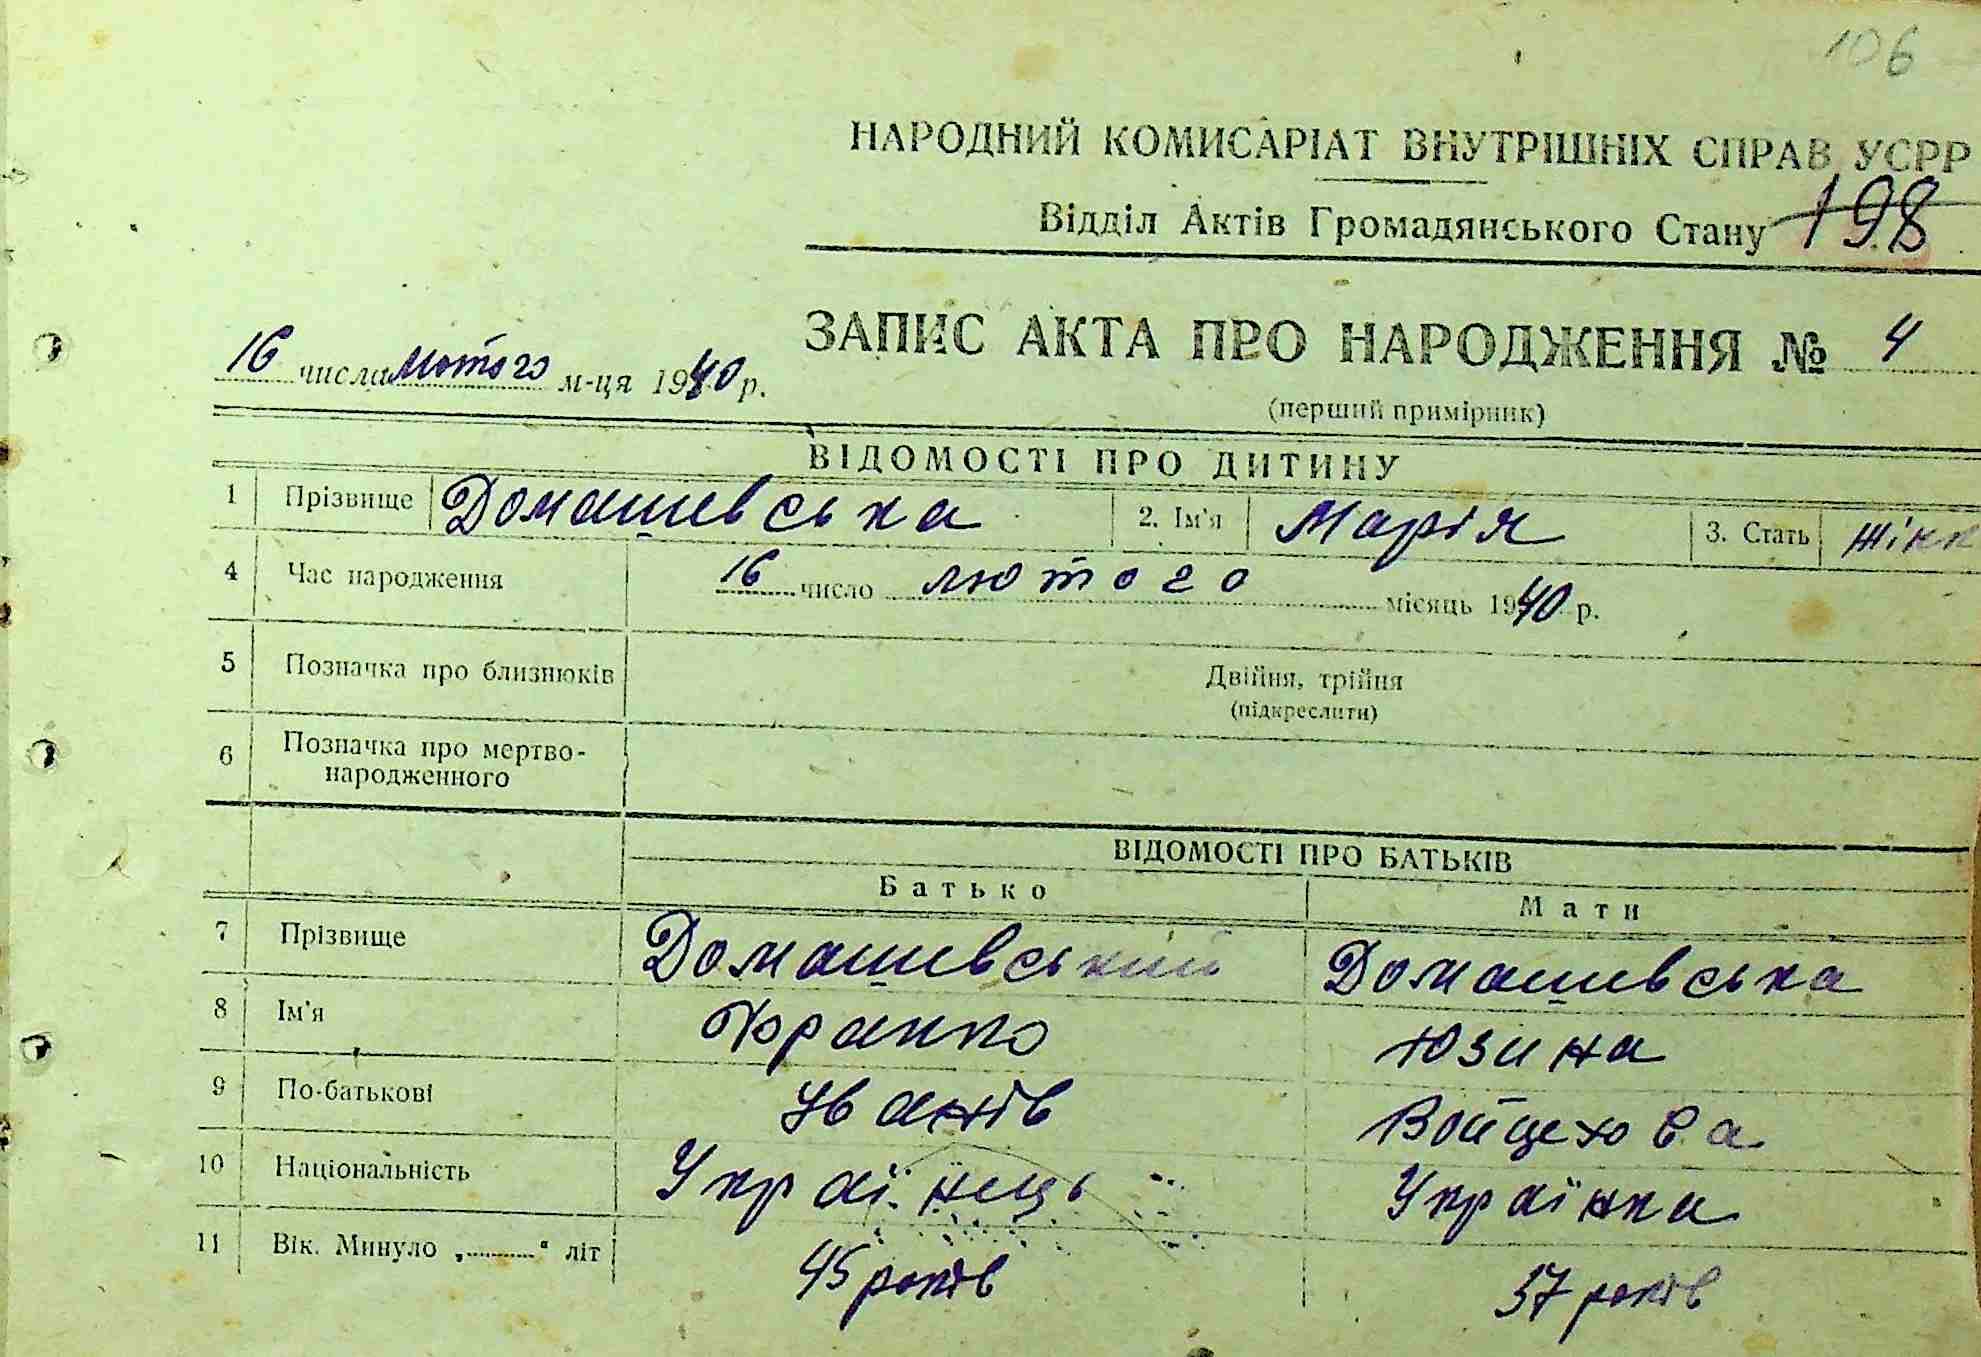 106
НАРОДНИЙ КОМИСАРІАТ ВНУТРІШНІХ СПРАВ УСРР
Відділ Актів Громадянського Стану 198
ЗАПИС АКТА ПРО НАРОДЖЕННЯ № 4
16 числа лютого м-ця 1940 р.
(перший примірник)
ВІДОМОСТІ ПРО ДИТИНУ
1 Прізвище Домашевська 2. Ім'я Марія 3. Стать жінк
4 Час народження 16 число лютого місяць 1940 р.
5 Позначка про близнюків Двійня, трійня
(підкреслити)
6 Позначка про мертво-
народженного
ВІДОМОСТІ ПРО БАТЬКІВ
Батько Мати
7 Прізвище Домашевський Домашевська
8 Ім'я Франко Юзина
9 По-батькові Іванів Войцехова
10 Національність Українець Українка
11 Вік. Минуло „..........“ літ 45 років 37 років